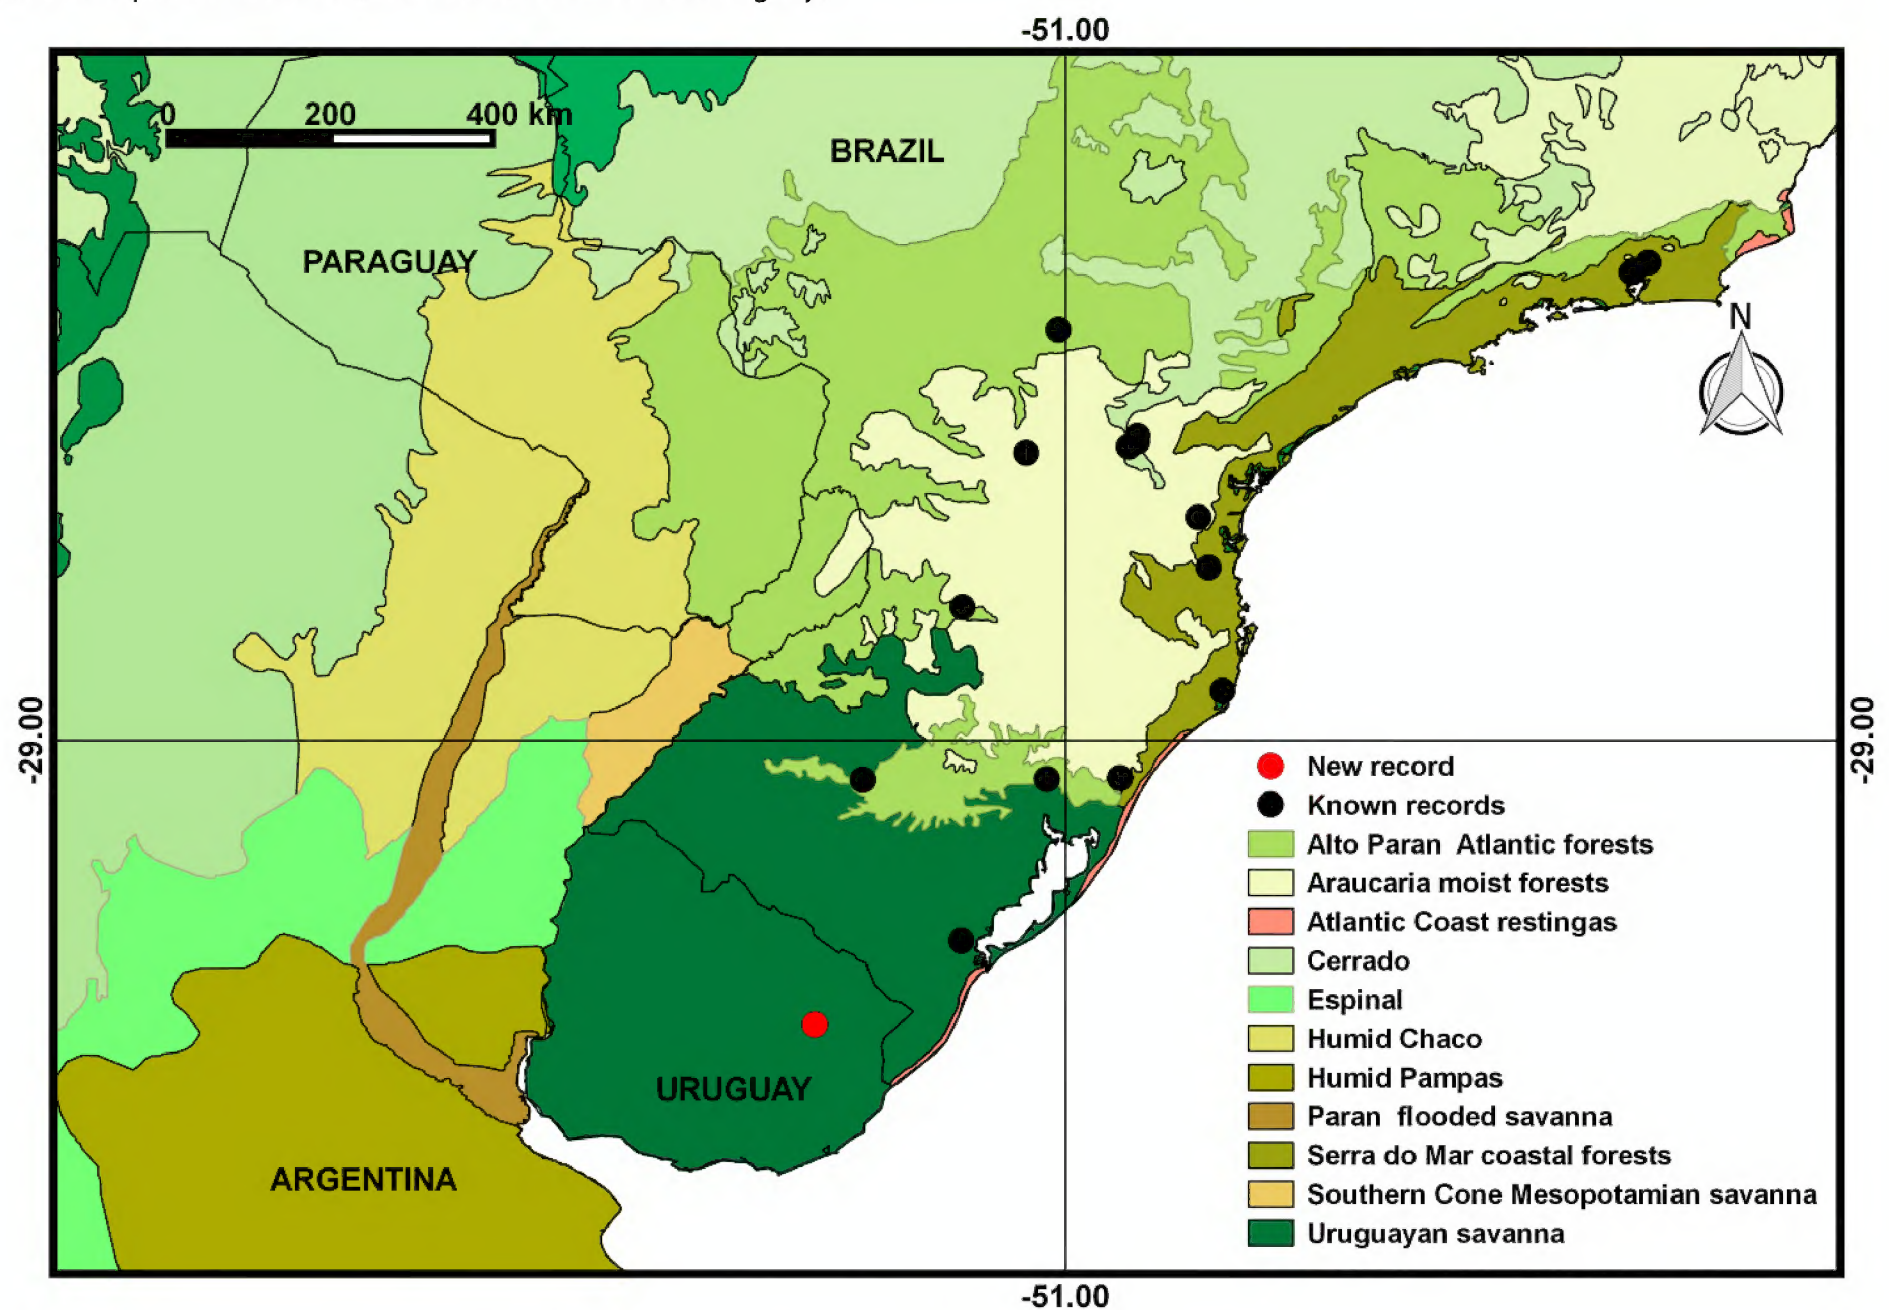 -51.00
0 200 400 km
BRAZIL
PARAGUAY
N
-29.00
-29.00
New record
Known records
Alto Paran  Atlantic forests
Araucaria moist forests
Atlantic Coast restingas
Cerrado
Espinal
Humid Chaco
Humid Pampas
Paran  flooded savanna
Serra do Mar coastal forests
Southern Cone Mesopotamian savanna
Uruguayan savanna
URUGUAY
ARGENTINA
-51.00